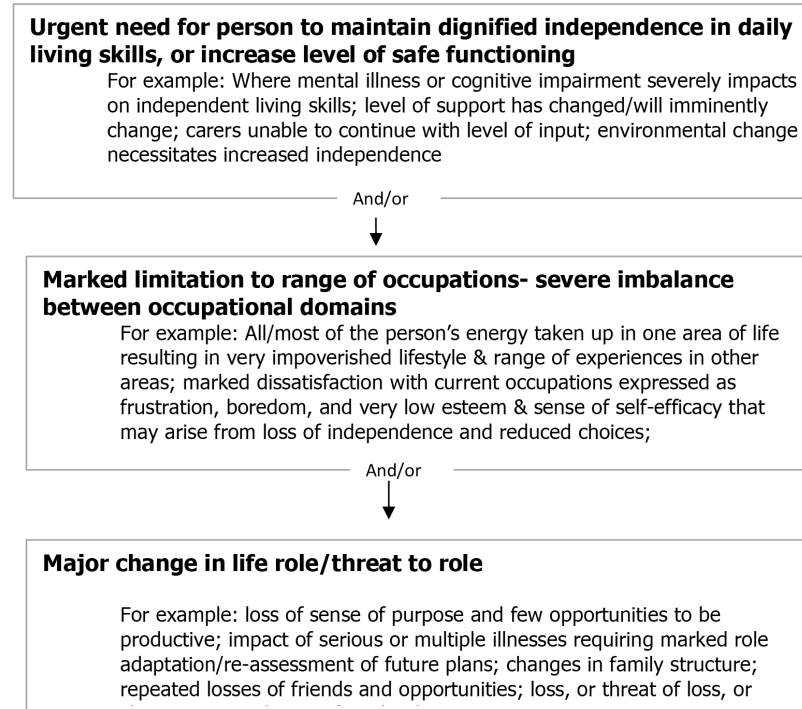 Urgent need for person to maintain dignified independence in daily
living skills, or increase level of safe functioning
For example: Where mental illness or cognitive impairment severely impacts
on independent living skills; level of support has changed/will imminently
change; carers unable to continue with level of input; environmental change
necessitates increased independence
And/or
Marked limitation to range of occupations- severe imbalance
between occupational domains
For example: All/most of the person’s energy taken up in one area of life
resulting in very impoverished lifestyle & range of experiences in other
areas; marked dissatisfaction with current occupations expressed as
frustration, boredom, and very low esteem & sense of self-efficacy that
may arise from loss of independence and reduced choices;
And/or
Major change in life role/threat to role
For example: loss of sense of purpose and few opportunities to be
productive; impact of serious or multiple illnesses requiring marked role
adaptation/re-assessment of future plans; changes in family structure;
repeated losses of friends and opportunities; loss, or threat of loss, or